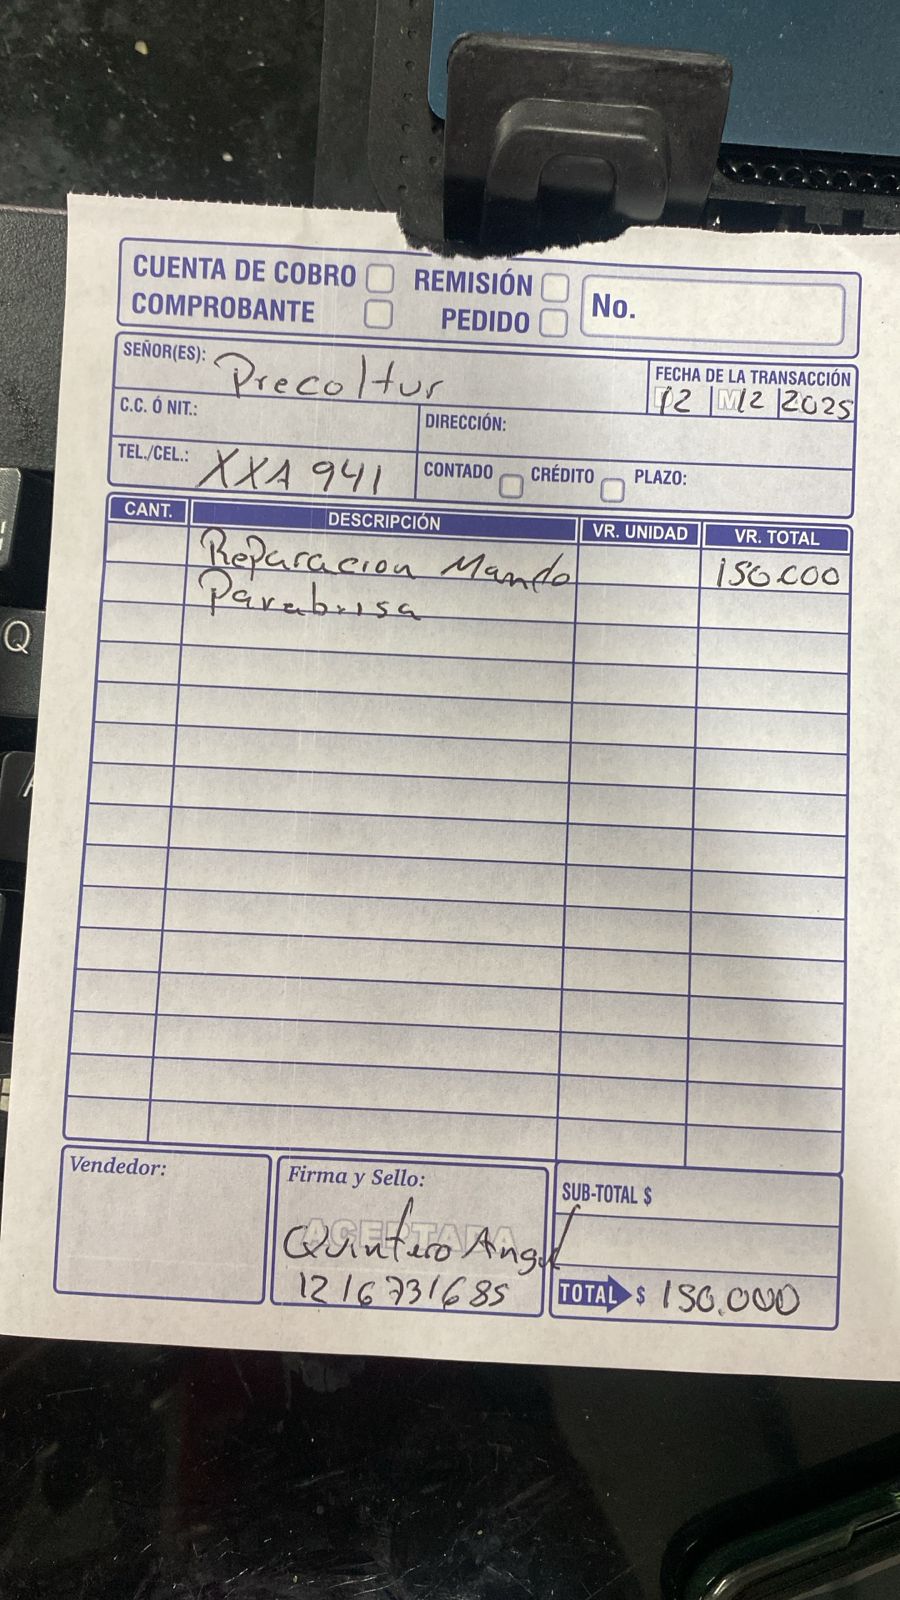 CUENTA DE COBRO REMISIÓN No.
COMPROBANTE PEDIDO
SEÑOR(ES): Precoltur FECHA DE LA TRANSACCIÓN
12 12 2025
C.C. Ó NIT.: DIRECCIÓN:
TEL./CEL.: XXA 941 CONTADO CRÉDITO PLAZO:
CANT. DESCRIPCIÓN VR. UNIDAD VR. TOTAL
Reparacion Mando 150.000
Parabrisa
Vendedor: Firma y Sello: SUB-TOTAL $
ACEPTADA
Quintero Angel
1216731685 TOTAL $ 150.000
Q